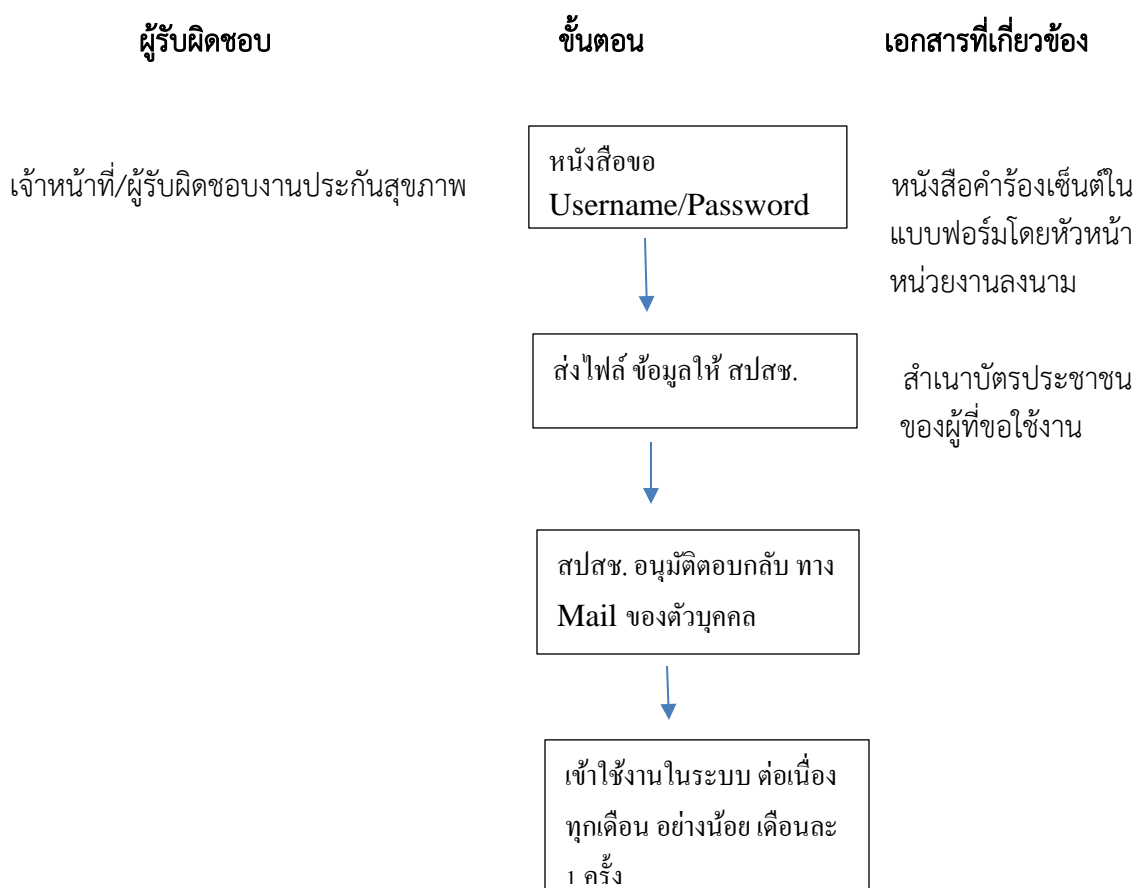 ผู้รับผิดชอบ ขั้นตอน เอกสารที่เกี่ยวข้อง
เจ้าหน้าที่/ผู้รับผิดชอบงานประกันสุขภาพ
หนังสือขอ
Username/Password
หนังสือคำร้องเซ็นต์ใน
แบบฟอร์มโดยหัวหน้า
หน่วยงานลงนาม
ส่งไฟล์ ข้อมูลให้ สปสช.
สำเนาบัตรประชาชน
ของผู้ที่ขอใช้งาน
สปสช. อนุมัติตอบกลับ ทาง
Mail ของตัวบุคคล
เข้าใช้งานในระบบ ต่อเนื่อง
ทุกเดือน อย่างน้อย เดือนละ
1 ครั้ง